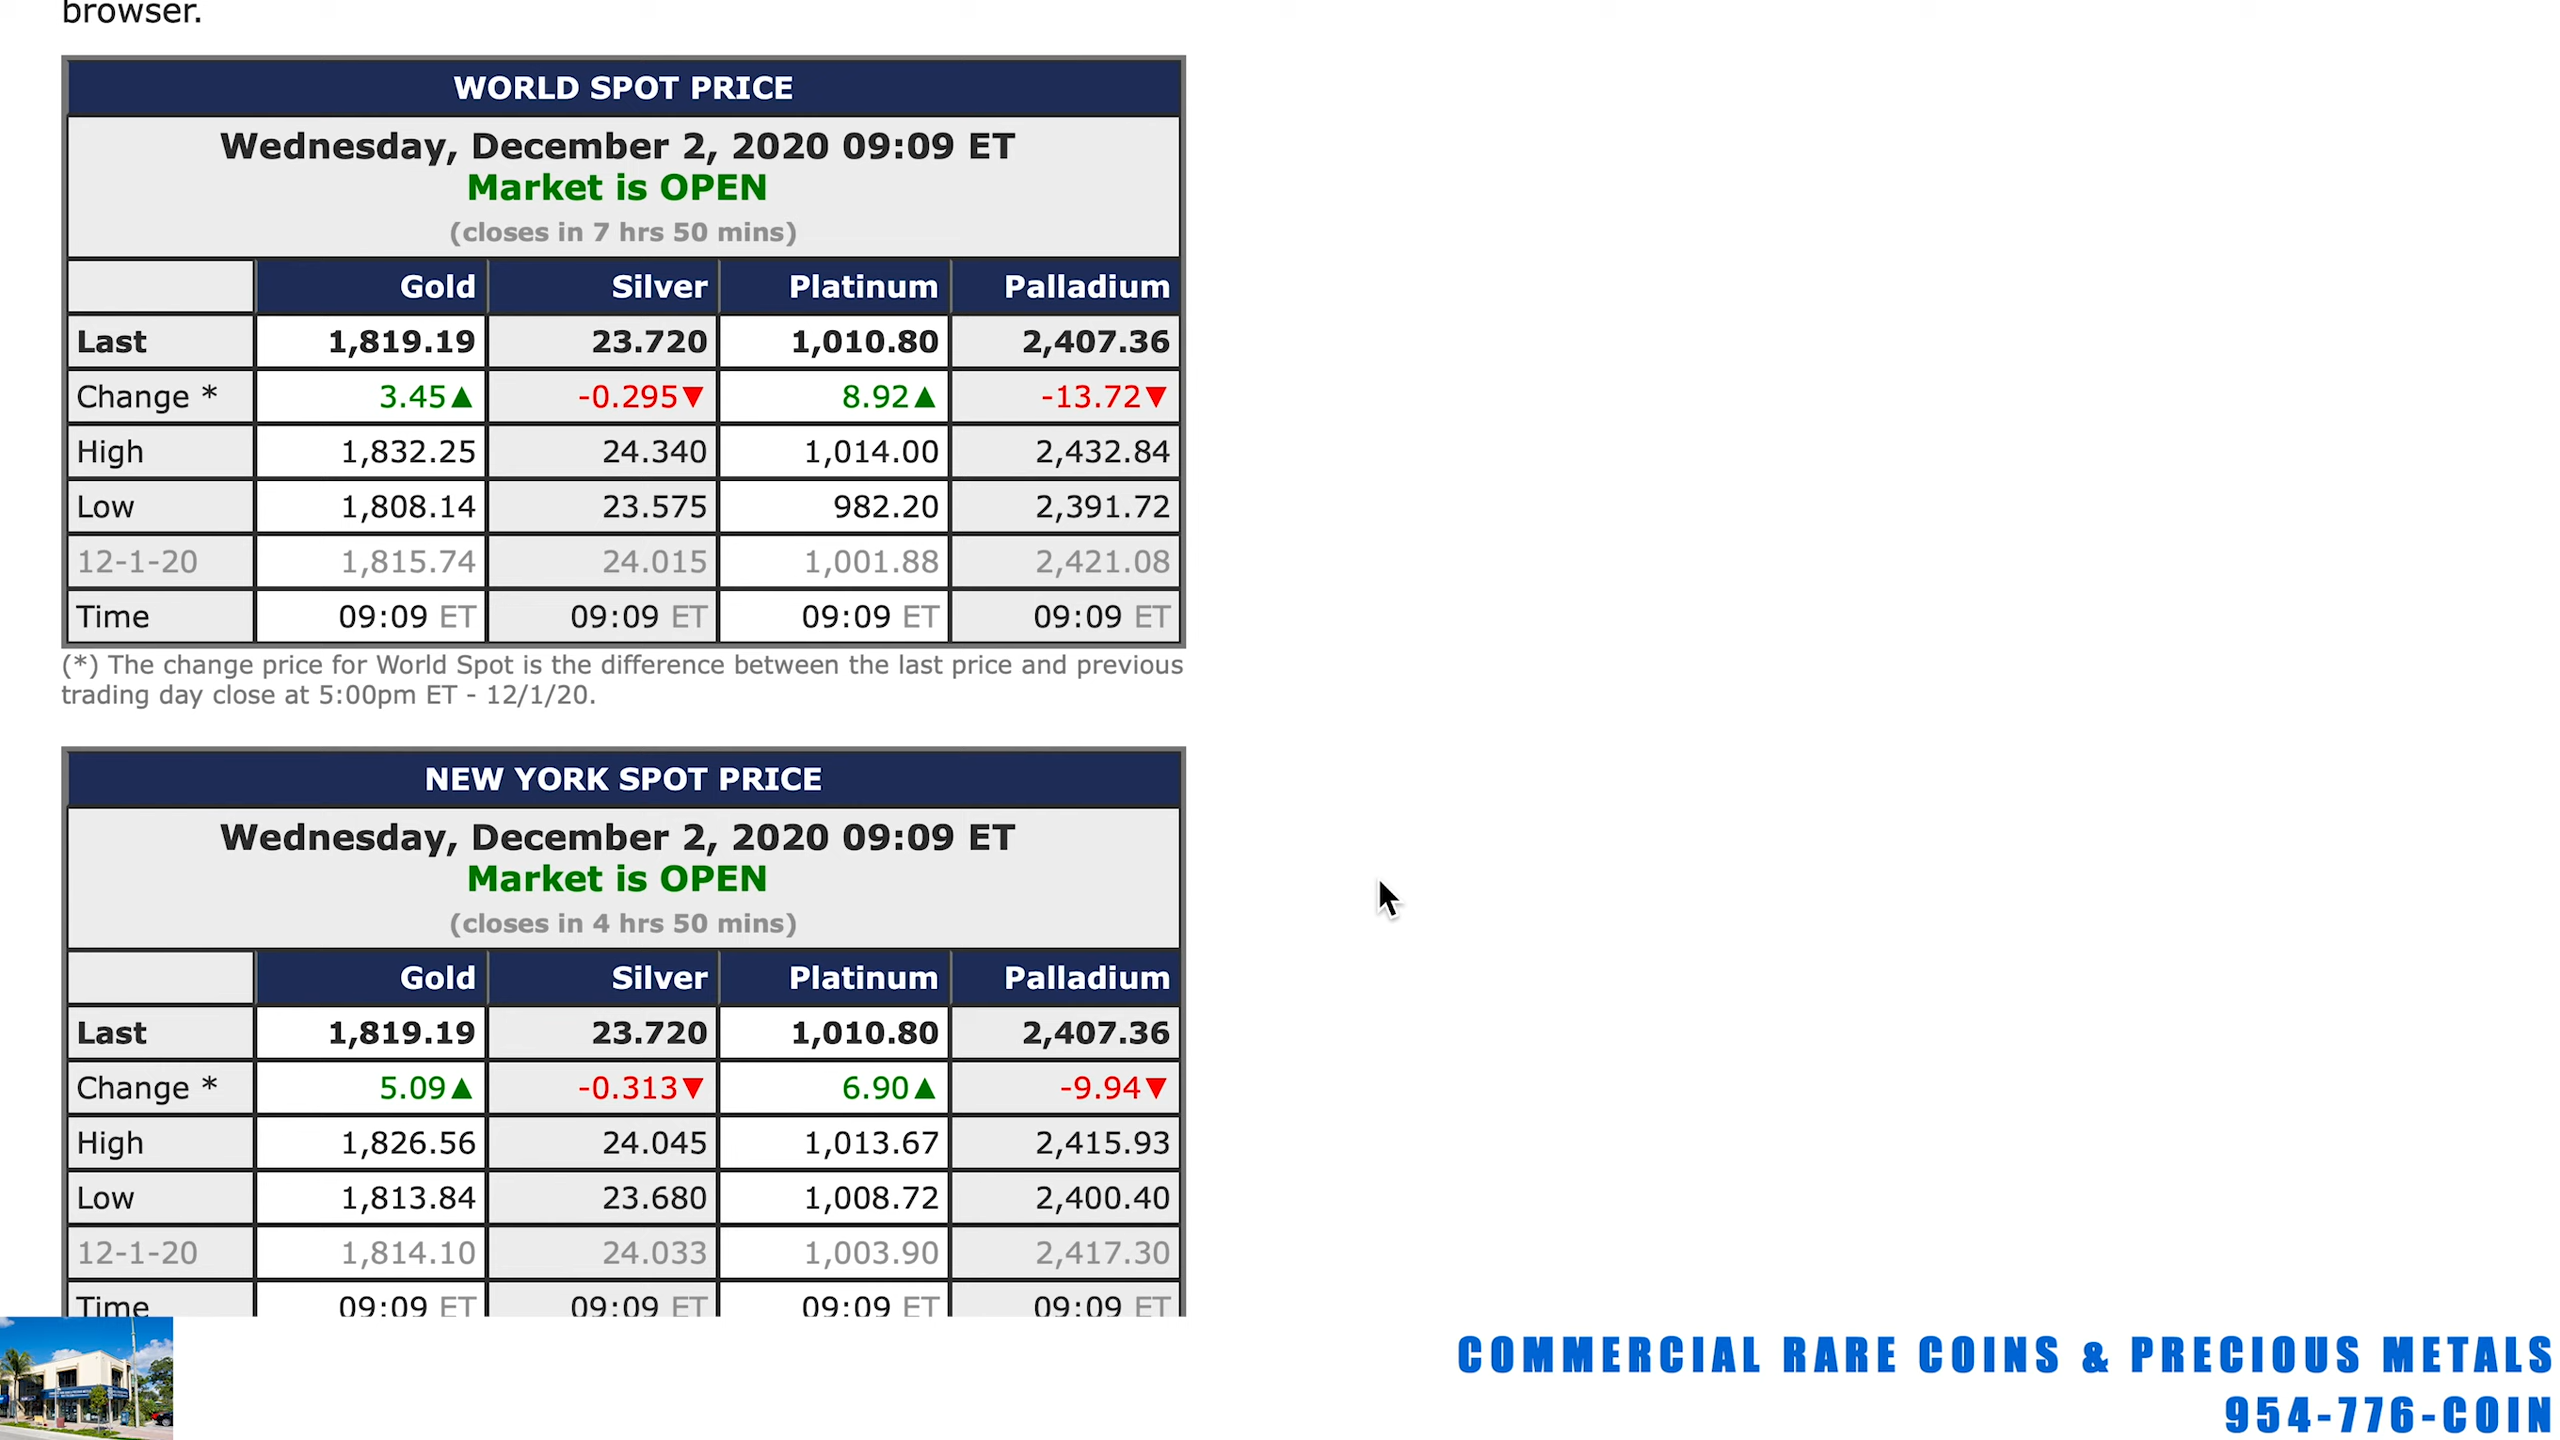 browser.
WORLD SPOT PRICE
Wednesday, December 2, 2020 09:09 ET
Market is OPEN
(closes in 7 hrs 50 mins)
Gold Silver Platinum Palladium
Last 1,819.19 23.720 1,010.80 2,407.36
Change * 3.45▲ -0.295▼ 8.92▲ -13.72▼
High 1,832.25 24.340 1,014.00 2,432.84
Low 1,808.14 23.575 982.20 2,391.72
12-1-20 1,815.74 24.015 1,001.88 2,421.08
Time 09:09 ET 09:09 ET 09:09 ET 09:09 ET
(*) The change price for World Spot is the difference between the last price and previous
trading day close at 5:00pm ET - 12/1/20.
NEW YORK SPOT PRICE
Wednesday, December 2, 2020 09:09 ET
Market is OPEN
(closes in 4 hrs 50 mins)
Gold Silver Platinum Palladium
Last 1,819.19 23.720 1,010.80 2,407.36
Change * 5.09▲ -0.313▼ 6.90▲ -9.94▼
High 1,826.56 24.045 1,013.67 2,415.93
Low 1,813.84 23.680 1,008.72 2,400.40
12-1-20 1,814.10 24.033 1,003.90 2,417.30
Time 09:09 ET 09:09 ET 09:09 ET 09:09 ET
COMMERCIAL RARE COINS & PRECIOUS METALS
954-776-COIN